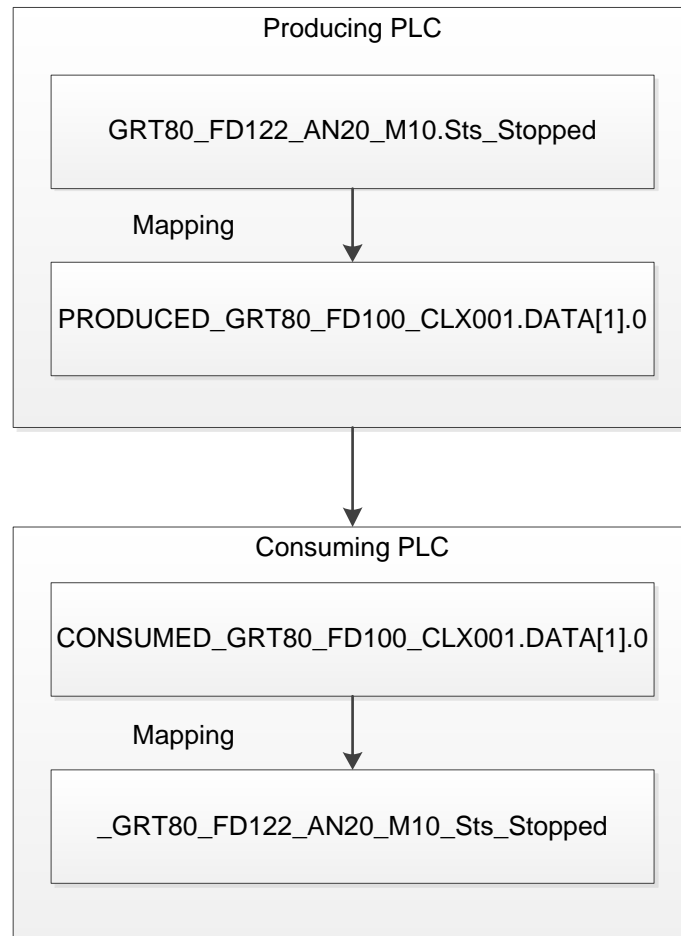 Producing PLC
GRT80_FD122_AN20_M10.Sts_Stopped
Mapping
PRODUCED_GRT80_FD100_CLX001.DATA[1].0
Consuming PLC
CONSUMED_GRT80_FD100_CLX001.DATA[1].0
Mapping
_GRT80_FD122_AN20_M10_Sts_Stopped